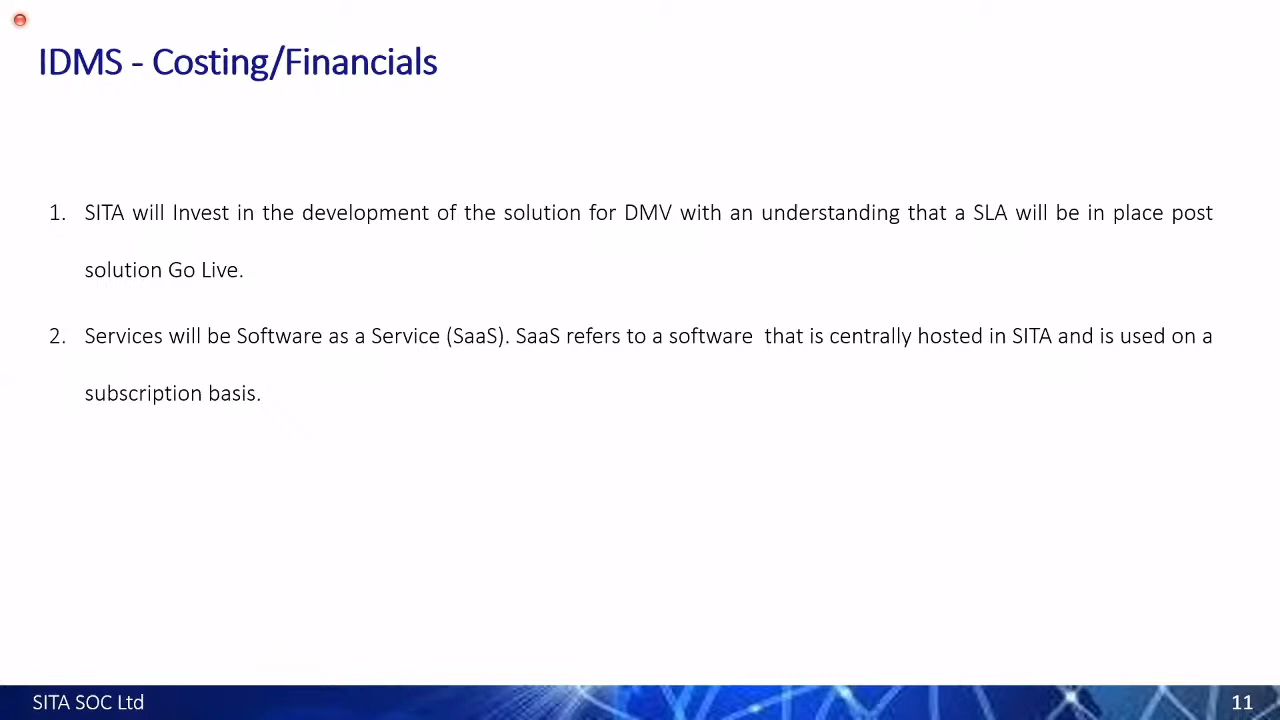 IDMS - Costing/Financials
1. SITA will Invest in the development of the solution for DMV with an understanding that a SLA will be in place post
solution Go Live.
2. Services will be Software as a Service (SaaS). SaaS refers to a software  that is centrally hosted in SITA and is used on a
subscription basis.
SITA SOC Ltd
11